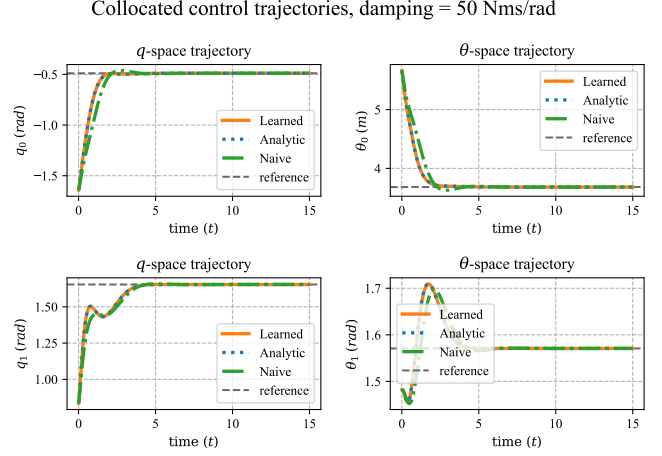 Collocated control trajectories, damping = 50 Nms/rad
q-space trajectory
−0.5
−1.0
−1.5
q₀ (rad)
Learned
Analytic
Naive
reference
0
5
10
15
time (t)
θ-space trajectory
5
4
θ₀ (m)
Learned
Analytic
Naive
reference
0
5
10
15
time (t)
q-space trajectory
1.50
1.25
1.00
q₁ (rad)
Learned
Analytic
Naive
reference
0
5
10
15
time (t)
θ-space trajectory
1.7
1.6
1.5
θ₁ (rad)
Learned
Analytic
Naive
reference
0
5
10
15
time (t)